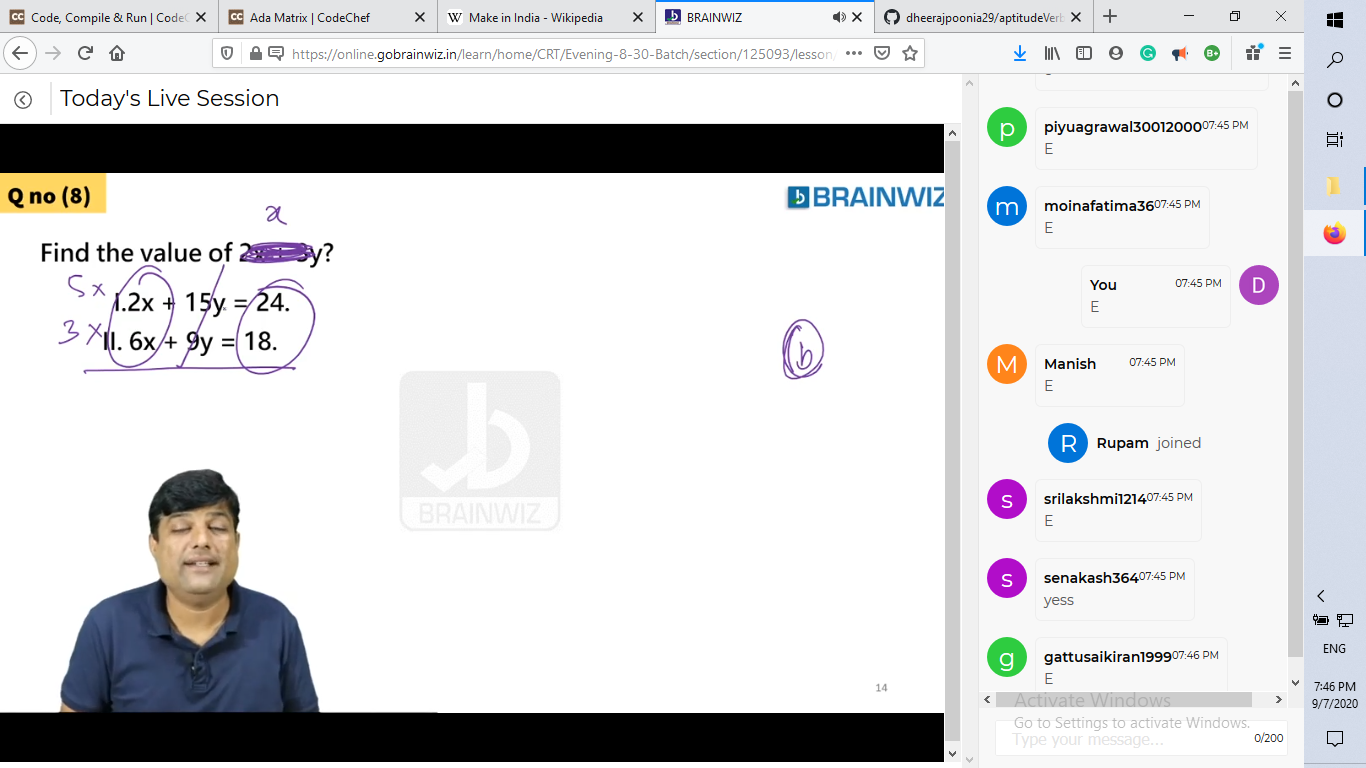 Code, Compile & Run | CodeC
Ada Matrix | CodeChef
Make in India - Wikipedia
BRAINWIZ
dheerajpoonia29/aptitudeVerb
https://online.gobrainwiz.in/learn/home/CRT/Evening-8-30-Batch/section/125093/lesson
Today's Live Session
Q no (8)
BRAINWIZ
x
Find the value of 2x + 3y?
5x I.2x + 15y = 24.
3x II. 6x + 9y = 18.
b
BRAINWIZ
14
piyuagrawal30012000 07:45 PM
E
moinafatima36 07:45 PM
E
You 07:45 PM
E
D
Manish 07:45 PM
E
Rupam joined
srilakshmi1214 07:45 PM
E
senakash364 07:45 PM
yess
gattusaikiran1999 07:46 PM
E
Activate Windows
Go to Settings to activate Windows.
Type your message...
0/200
ENG
7:46 PM
9/7/2020